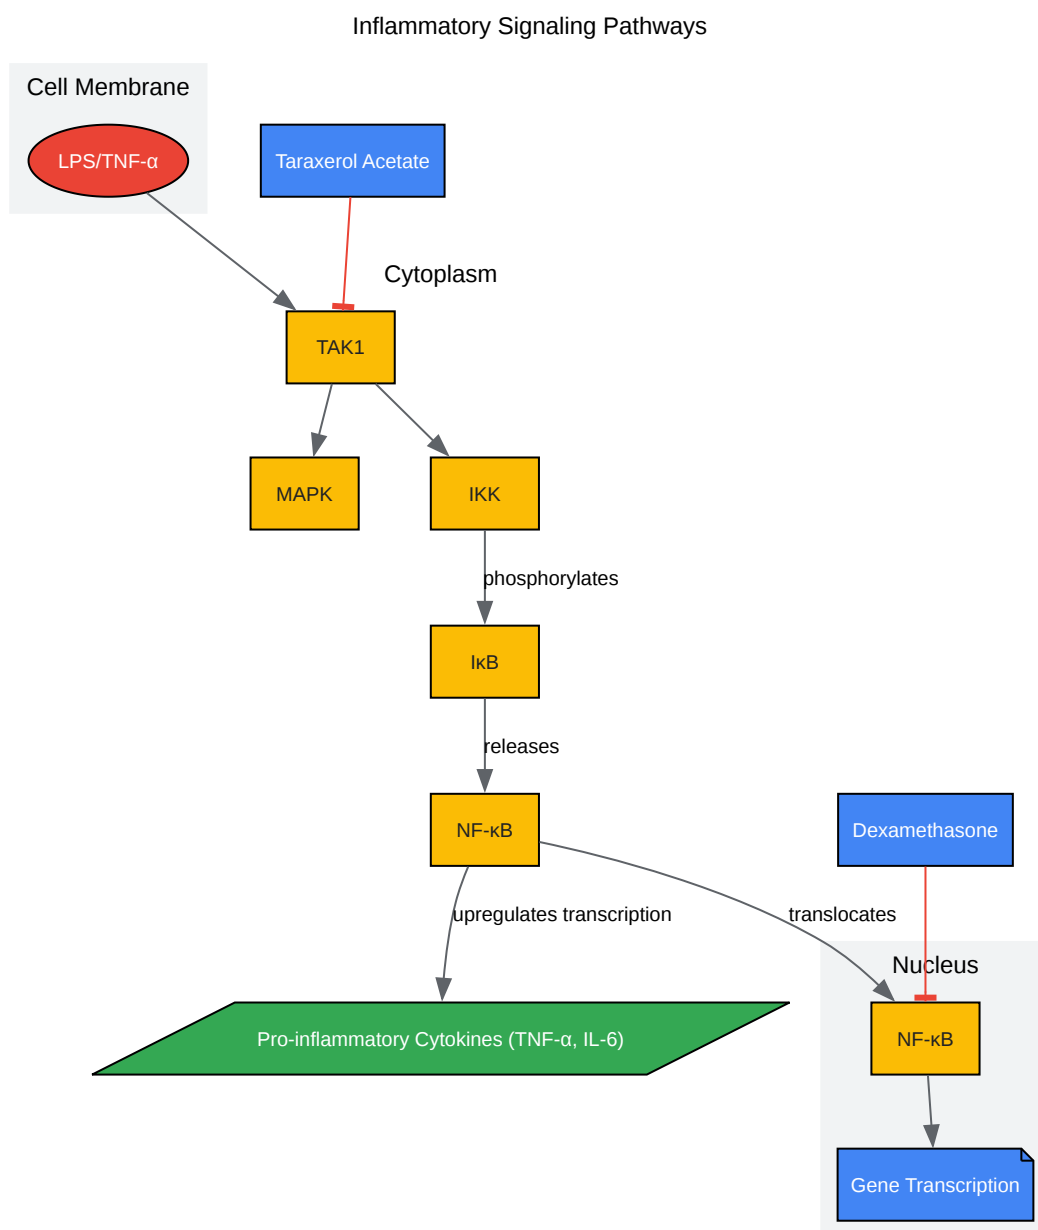 Inflammatory Signaling Pathways
Cell Membrane
LPS/TNF-α
Taraxerol Acetate
Cytoplasm
TAK1
MAPK
IKK
phosphorylates
IκB
releases
NF-κB
Dexamethasone
upregulates transcription
translocates
Nucleus
Pro-inflammatory Cytokines (TNF-α, IL-6)
NF-κB
Gene Transcription